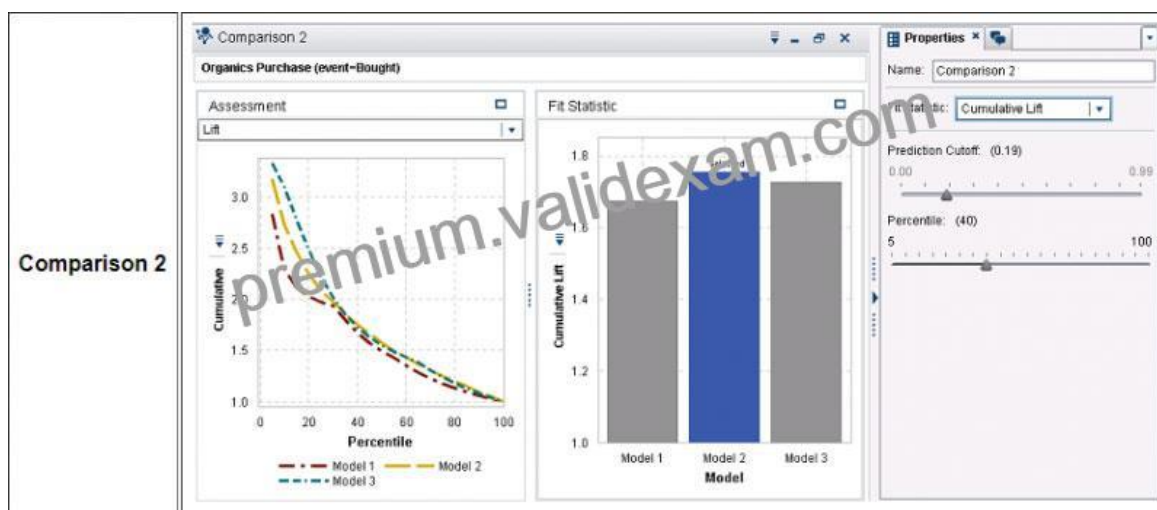 Comparison 2
Comparison 2
Organics Purchase (event=Bought)
Assessment
Lift
Cumulative
3.0
2.5
2.0
1.5
1.0
0 20 40 60 80 100
Percentile
Model 1 Model 2
Model 3
Fit Statistic
Cumulative Lift
1.8
1.6
1.4
1.2
1.0
Model 1 Model 2 Model 3
Model
Properties
Name: Comparison 2
Cumulative Lift
Prediction Cutoff: (0.19)
0.00 0.99
Percentile: (40)
5 100
premium.validexam.com